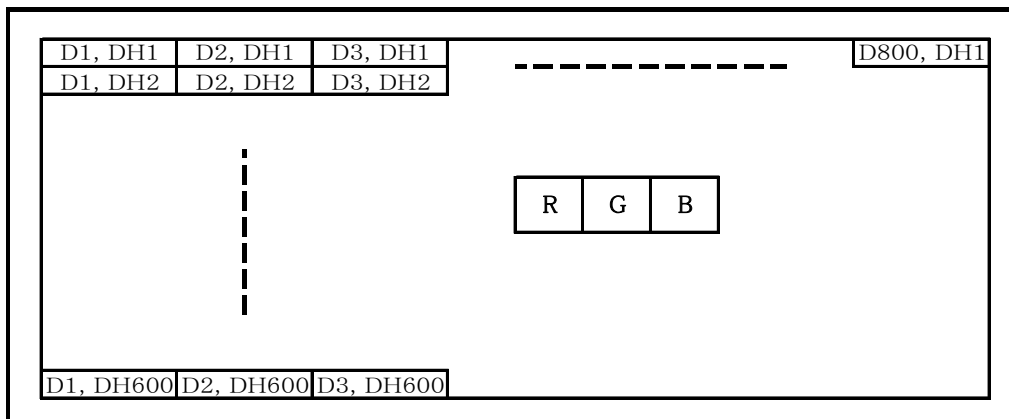 D1, DH1 D2, DH1 D3, DH1 D800, DH1
D1, DH2 D2, DH2 D3, DH2
R G B
D1, DH600 D2, DH600 D3, DH600